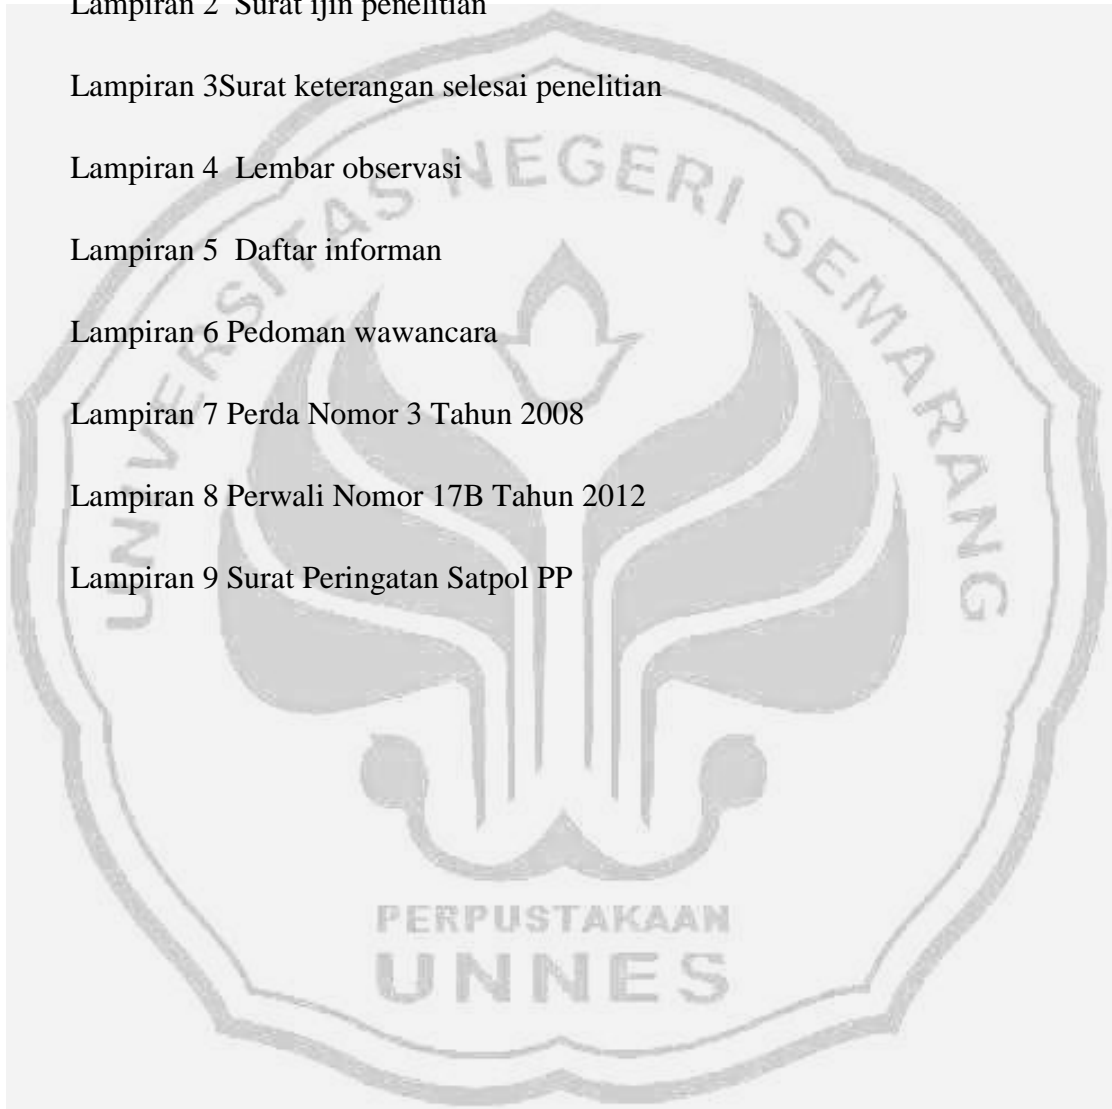 Lampiran 2  Surat ijin penelitian
Lampiran 3Surat keterangan selesai penelitian
Lampiran 4  Lembar observasi
Lampiran 5  Daftar informan
Lampiran 6 Pedoman wawancara
Lampiran 7 Perda Nomor 3 Tahun 2008
Lampiran 8 Perwali Nomor 17B Tahun 2012
Lampiran 9 Surat Peringatan Satpol PP
UNIVERSITAS NEGERI SEMARANG
PERPUSTAKAAN
UNNES